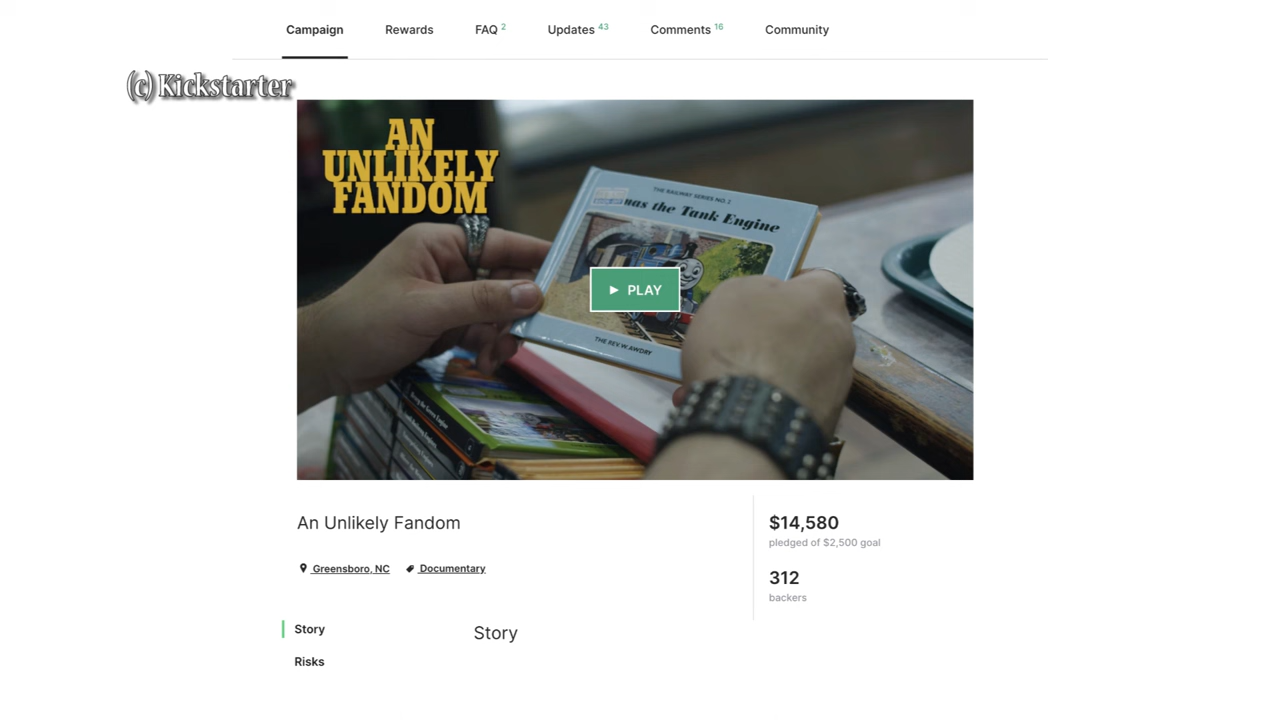 Campaign Rewards FAQ 2 Updates 43 Comments 16 Community
(c) Kickstarter
AN
UNLIKELY
FANDOM
THE RAILWAY SERIES NO.2
mas the Tank Engine
PLAY
THE REV. W. AWDRY
An Unlikely Fandom
$14,580
pledged of $2,500 goal
Greensboro, NC Documentary
312
backers
Story
Story
Risks